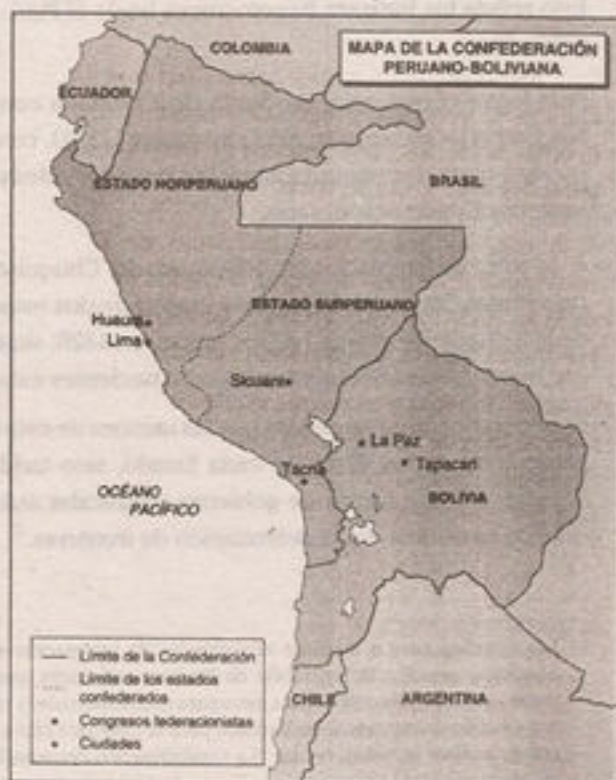 MAPA DE LA CONFEDERACIÓN
PERUANO-BOLIVIANA
COLOMBIA
ECUADOR
ESTADO NORPERUANO
BRASIL
ESTADO SURPERUANO
Huaura
Lima
Sicuani
La Paz
Tapacarí
Tacna
OCÉANO
PACÍFICO
BOLIVIA
Límite de la Confederación
Límite de los estados
confederados
Congresos federacionistas
Ciudades
CHILE
ARGENTINA